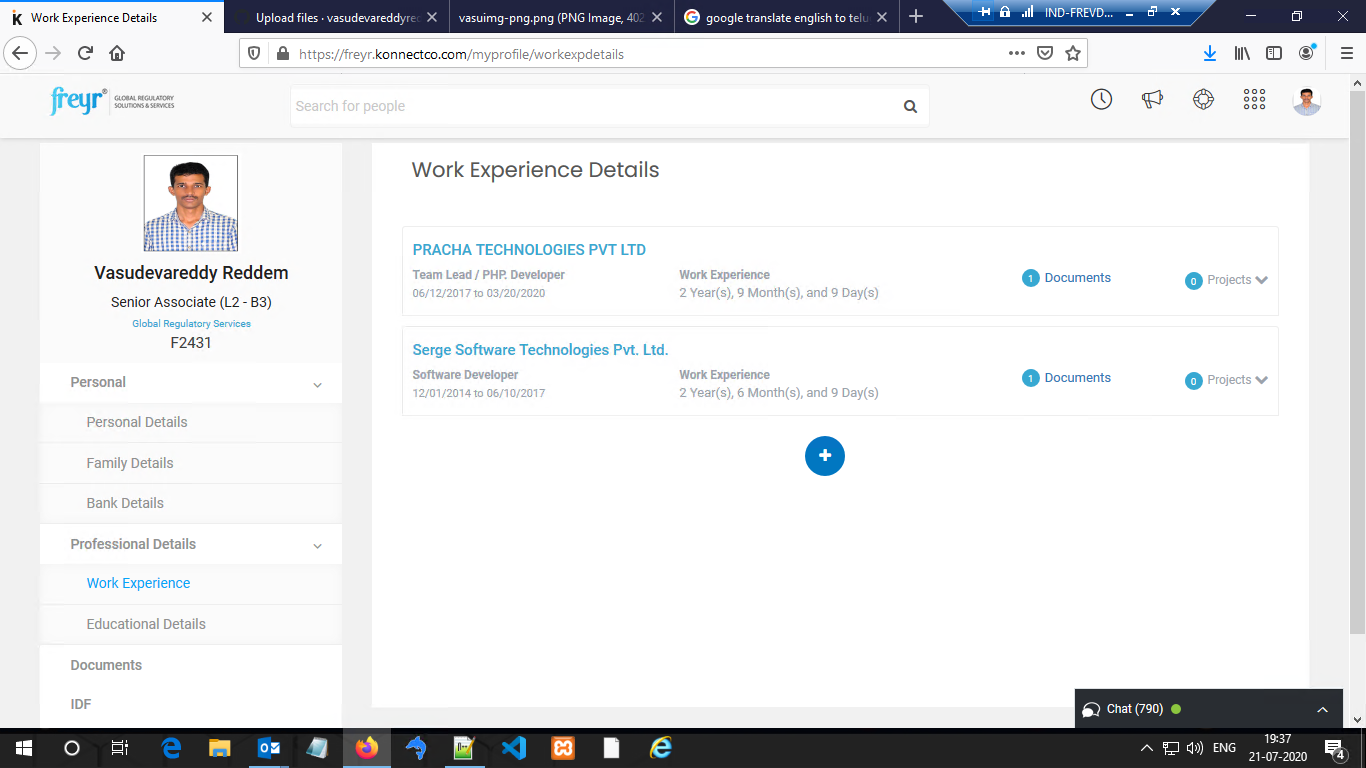 Work Experience Details
Upload files · vasudevareddyred
vasuimg-png.png (PNG Image, 402
google translate english to telu
IND-FREVD...
https://freyr.konnectco.com/myprofile/workexpdetails
freyr®
GLOBAL REGULATORY
SOLUTIONS & SERVICES
Search for people
Vasudevareddy Reddem
Senior Associate (L2 - B3)
Global Regulatory Services
F2431
Personal
Personal Details
Family Details
Bank Details
Professional Details
Work Experience
Educational Details
Documents
IDF
Work Experience Details
PRACHA TECHNOLOGIES PVT LTD
Team Lead / PHP. Developer
06/12/2017 to 03/20/2020
Work Experience
2 Year(s), 9 Month(s), and 9 Day(s)
1 Documents
0 Projects
Serge Software Technologies Pvt. Ltd.
Software Developer
12/01/2014 to 06/10/2017
Work Experience
2 Year(s), 6 Month(s), and 9 Day(s)
1 Documents
0 Projects
Chat (790)
ENG
19:37
21-07-2020
4